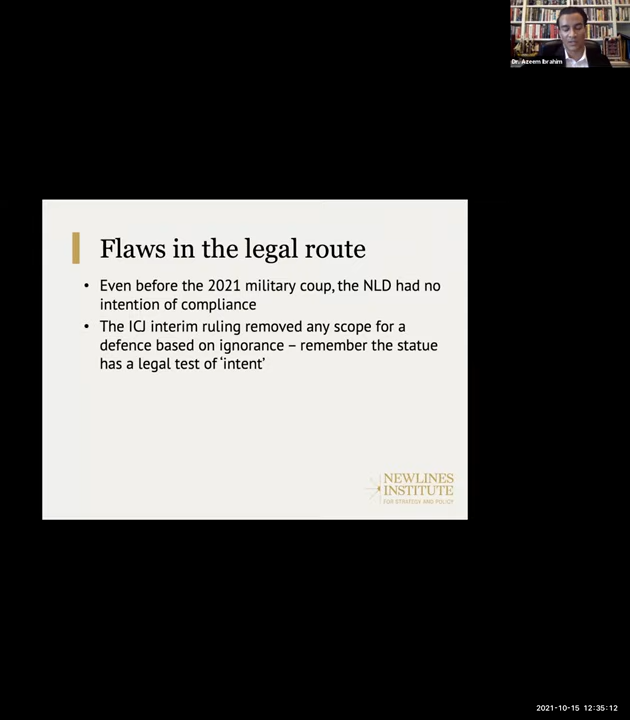 Dr. Azeem Ibrahim
Flaws in the legal route
• Even before the 2021 military coup, the NLD had no
intention of compliance
• The ICJ interim ruling removed any scope for a
defence based on ignorance – remember the statue
has a legal test of ‘intent’
NEWLINES
INSTITUTE
FOR STRATEGY AND POLICY
2021-10-15 12:35:12